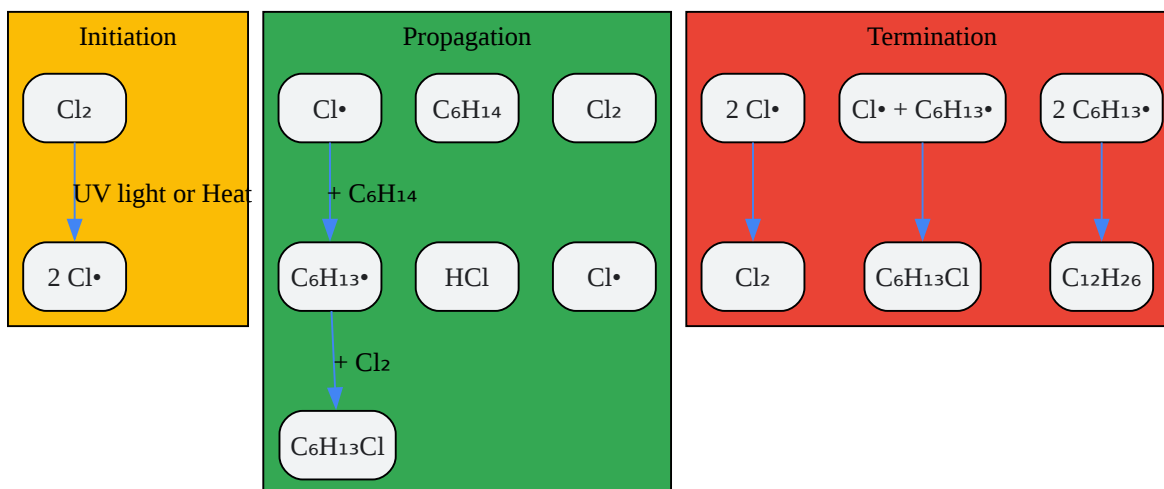 Initiation
Cl₂
UV light or Heat
2 Cl•
Propagation
Cl•
C₆H₁₄
Cl₂
+ C₆H₁₄
C₆H₁₃•
HCl
Cl•
+ Cl₂
C₆H₁₃Cl
Termination
2 Cl•
Cl• + C₆H₁₃•
2 C₆H₁₃•
Cl₂
C₆H₁₃Cl
C₁₂H₂₆